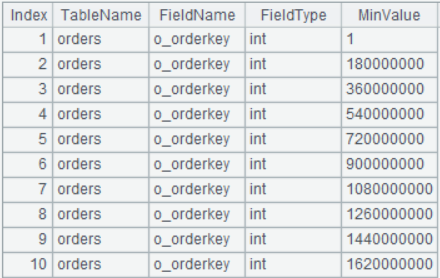 Index TableName FieldName FieldType MinValue
1 orders o_orderkey int 1
2 orders o_orderkey int 180000000
3 orders o_orderkey int 360000000
4 orders o_orderkey int 540000000
5 orders o_orderkey int 720000000
6 orders o_orderkey int 900000000
7 orders o_orderkey int 1080000000
8 orders o_orderkey int 1260000000
9 orders o_orderkey int 1440000000
10 orders o_orderkey int 1620000000